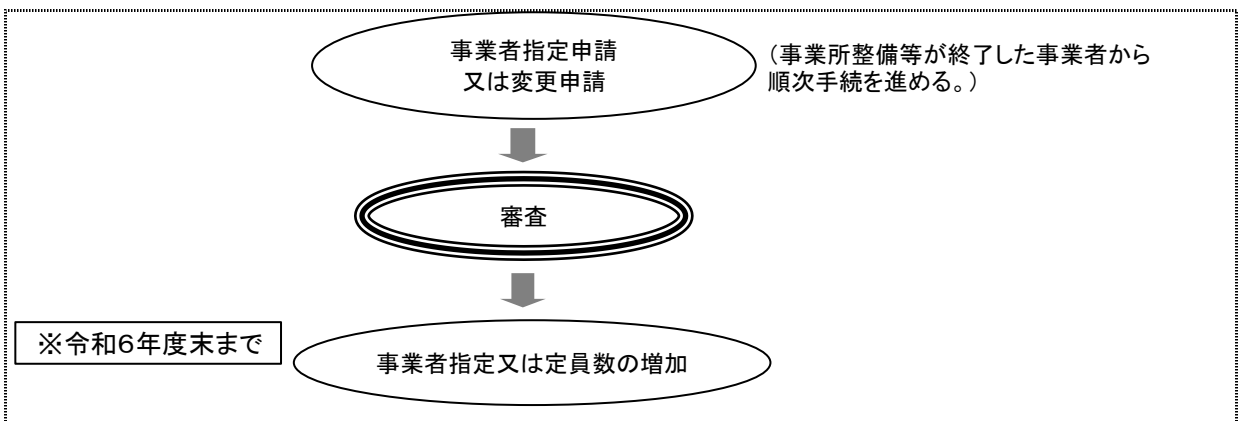 事業者指定申請
又は変更申請
（事業所整備等が終了した事業者から
順次手続を進める。）
審査
※令和６年度末まで
事業者指定又は定員数の増加